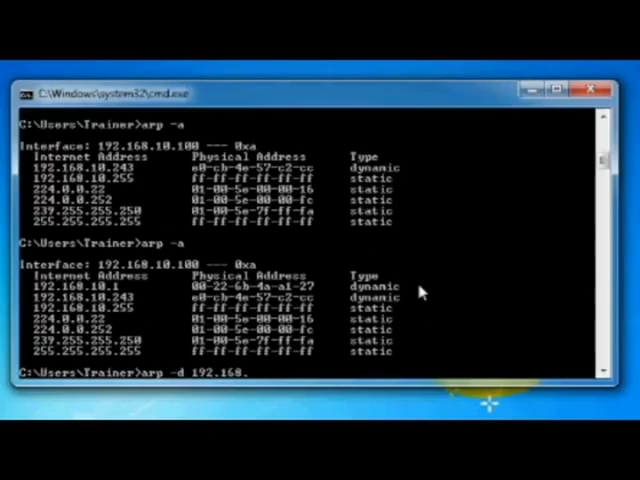 C:\Windows\system32\cmd.exe
C:\Users\Trainer>arp -a
Interface: 192.168.10.100 --- 0xa
Internet Address Physical Address Type
192.168.10.243 e0-cb-4e-57-c2-cc dynamic
192.168.10.255 ff-ff-ff-ff-ff-ff static
224.0.0.22 01-00-5e-00-00-16 static
224.0.0.252 01-00-5e-00-00-fc static
239.255.255.250 01-00-5e-7f-ff-fa static
255.255.255.255 ff-ff-ff-ff-ff-ff static
C:\Users\Trainer>arp -a
Interface: 192.168.10.100 --- 0xa
Internet Address Physical Address Type
192.168.10.1 00-22-6b-4a-a1-27 dynamic
192.168.10.243 e0-cb-4e-57-c2-cc dynamic
192.168.10.255 ff-ff-ff-ff-ff-ff static
224.0.0.22 01-00-5e-00-00-16 static
224.0.0.252 01-00-5e-00-00-fc static
239.255.255.250 01-00-5e-7f-ff-fa static
255.255.255.255 ff-ff-ff-ff-ff-ff static
C:\Users\Trainer>arp -d 192.168.